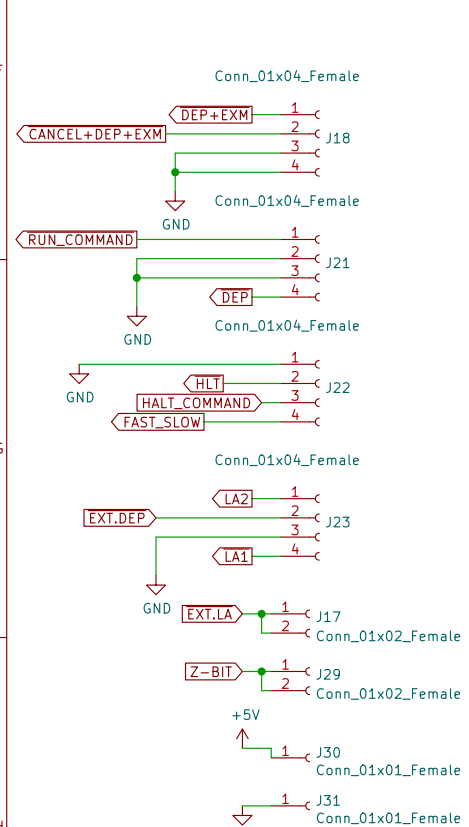 Conn_01x04_Female
DEP+EXM 1
CANCEL+DEP+EXM 2
J18
3
4
GND
Conn_01x04_Female
RUN_COMMAND 1
2
J21
3
DEP 4
GND
Conn_01x04_Female
1
GND
HLT 2
J22
HALT_COMMAND 3
FAST_SLOW 4
Conn_01x04_Female
LA2 1
EXT.DEP 2
J23
3
LA1 4
GND
EXT.LA 1 J17
2 Conn_01x02_Female
Z-BIT 1 J29
2 Conn_01x02_Female
+5V
1 J30
Conn_01x01_Female
1 J31
Conn_01x01_Female